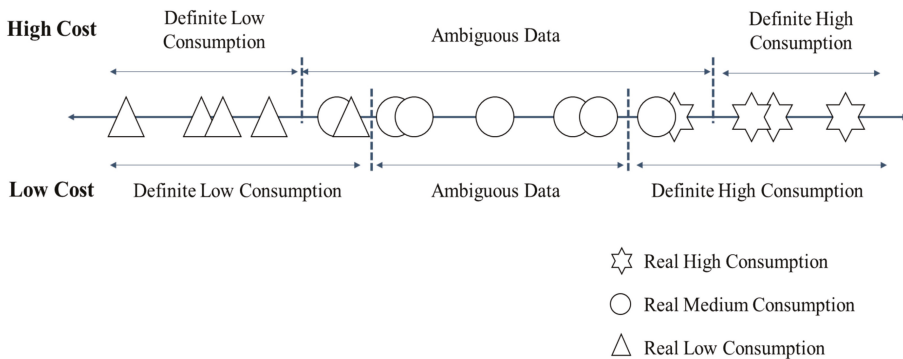 High Cost
Definite Low
Consumption
Ambiguous Data
Definite High
Consumption
Low Cost
Definite Low Consumption
Ambiguous Data
Definite High Consumption
Real High Consumption
Real Medium Consumption
Real Low Consumption